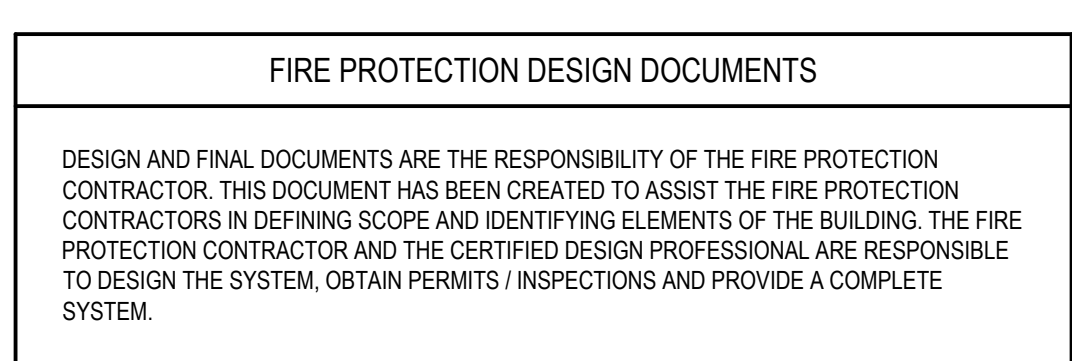 FIRE PROTECTION DESIGN DOCUMENTS
DESIGN AND FINAL DOCUMENTS ARE THE RESPONSIBILITY OF THE FIRE PROTECTION
CONTRACTOR. THIS DOCUMENT HAS BEEN CREATED TO ASSIST THE FIRE PROTECTION
CONTRACTORS IN DEFINING SCOPE AND IDENTIFYING ELEMENTS OF THE BUILDING. THE FIRE
PROTECTION CONTRACTOR AND THE CERTIFIED DESIGN PROFESSIONAL ARE RESPONSIBLE
TO DESIGN THE SYSTEM, OBTAIN PERMITS / INSPECTIONS AND PROVIDE A COMPLETE
SYSTEM.